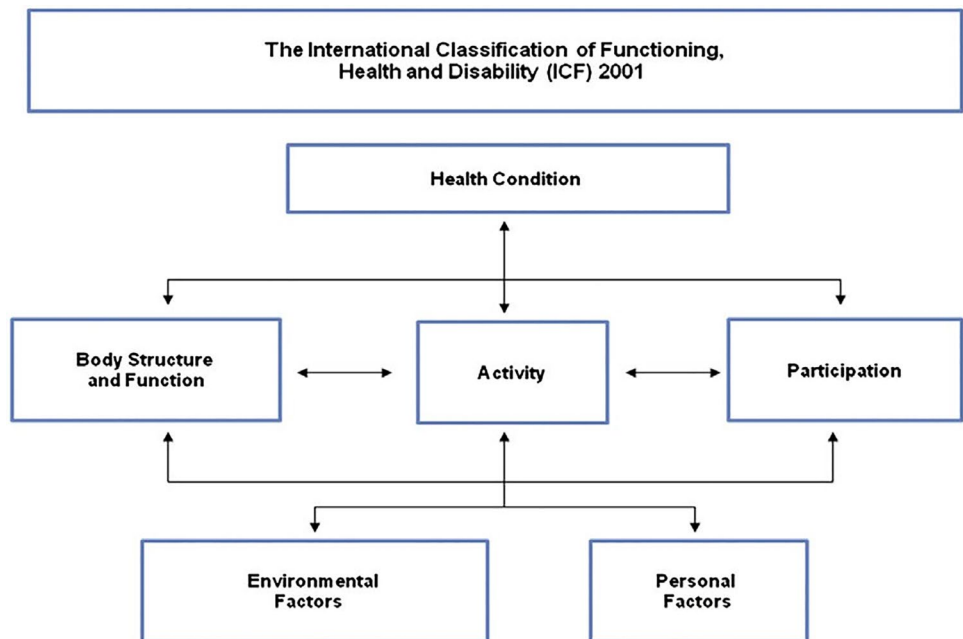 The International Classification of Functioning,
Health and Disability (ICF) 2001
Health Condition
Body Structure
and Function
Activity
Participation
Environmental
Factors
Personal
Factors